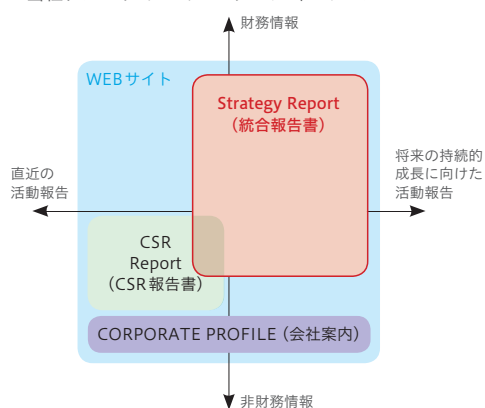 財務情報
WEBサイト
Strategy Report
（統合報告書）
直近の
活動報告
将来の持続的
成長に向けた
活動報告
CSR
Report
（CSR報告書）
CORPORATE PROFILE（会社案内）
非財務情報